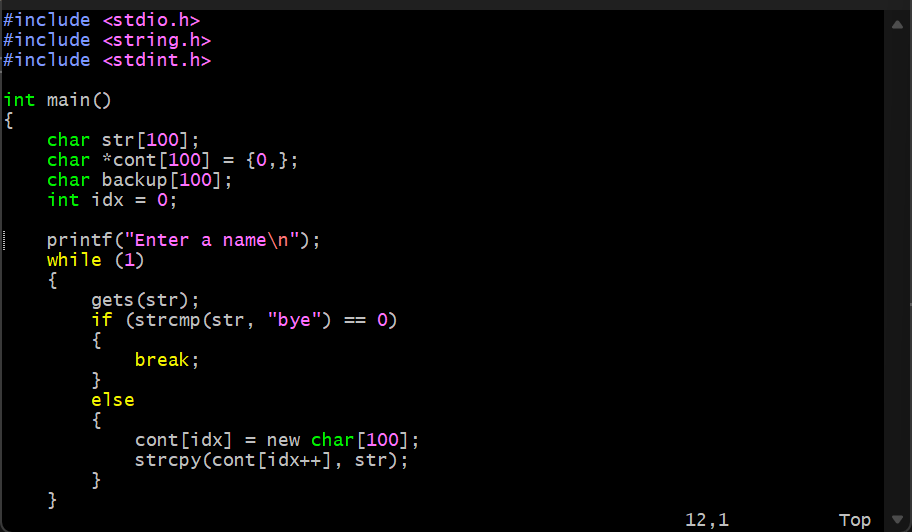 #include <stdio.h>
#include <string.h>
#include <stdint.h>

int main()
{
    char str[100];
    char *cont[100] = {0,};
    char backup[100];
    int idx = 0;

    printf("Enter a name\n");
    while (1)
    {
        gets(str);
        if (strcmp(str, "bye") == 0)
        {
            break;
        }
        else
        {
            cont[idx] = new char[100];
            strcpy(cont[idx++], str);
        }
    }
12,1 Top